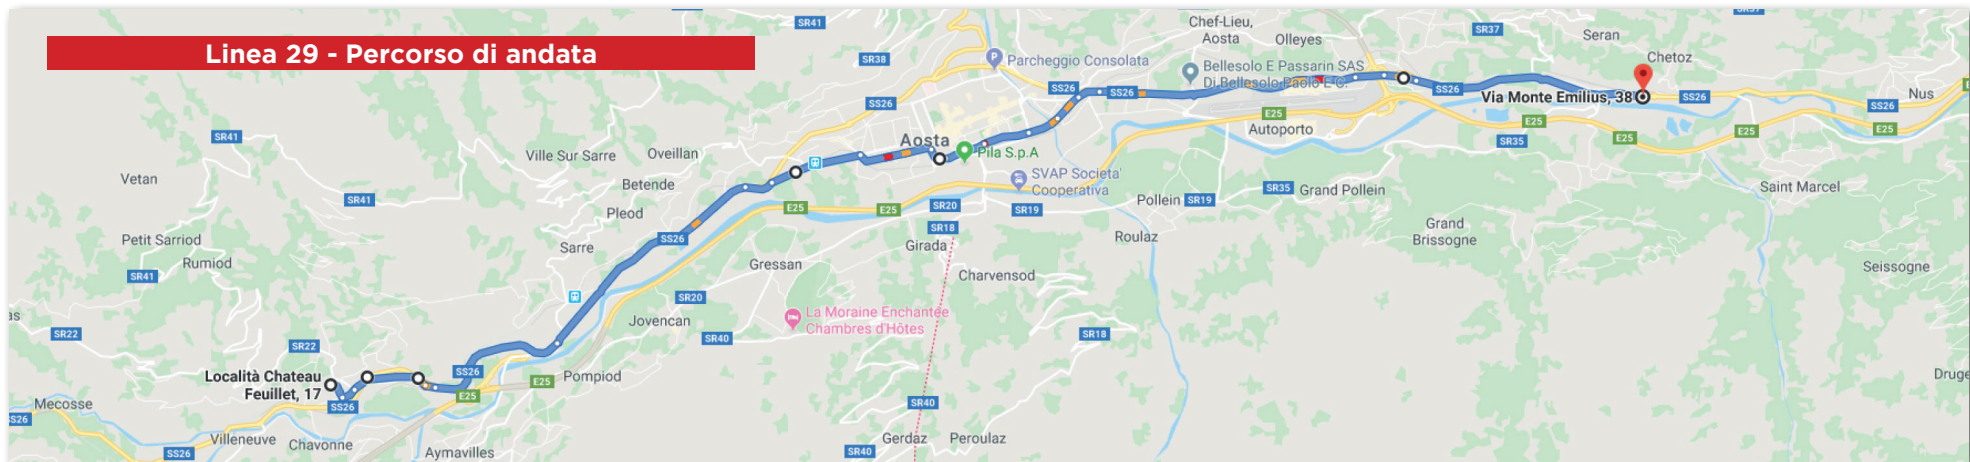 SR41
SR37
Linea 29 - Percorso di andata
Chef-Lieu,
Aosta
Olleyes
SR37
Seran
Chetoz
SR38
Parcheggio Consolata
Bellesolo E Passarin SAS
Di Bellesolo Paolo E C.
SS26
SS26
SS26
SS26
Via Monte Emilius, 38
SS26
Nus
SS26
E25
SR41
Aosta
Pila S.p.A
Autoporto
E25
SR35
E25
E25
E25
Ville Sur Sarre
Oveillan
Vetan
Betende
SR41
Pleod
SVAP Societa'
Cooperativa
Pollein
SR19
SR35
Grand Pollein
Saint Marcel
E25
E25
SR20
SR19
SR18
Petit Sarriod
Rumiod
SR41
Sarre
SS26
Girada
Roulaz
Grand
Brissogne
Gressan
Charvensod
Seissogne
SR20
Jovencan
La Moraine Enchantée
Chambres d'Hôtes
SR40
SR18
as
SR22
SR22
Località Chateau
Feuillet, 17
SS26
SS26
E25
E25
Pompiod
Druge
Mecosse
SS26
SR40
Villeneuve
Chavonne
SS26
Aymavilles
SR40
Gerdaz
Peroulaz